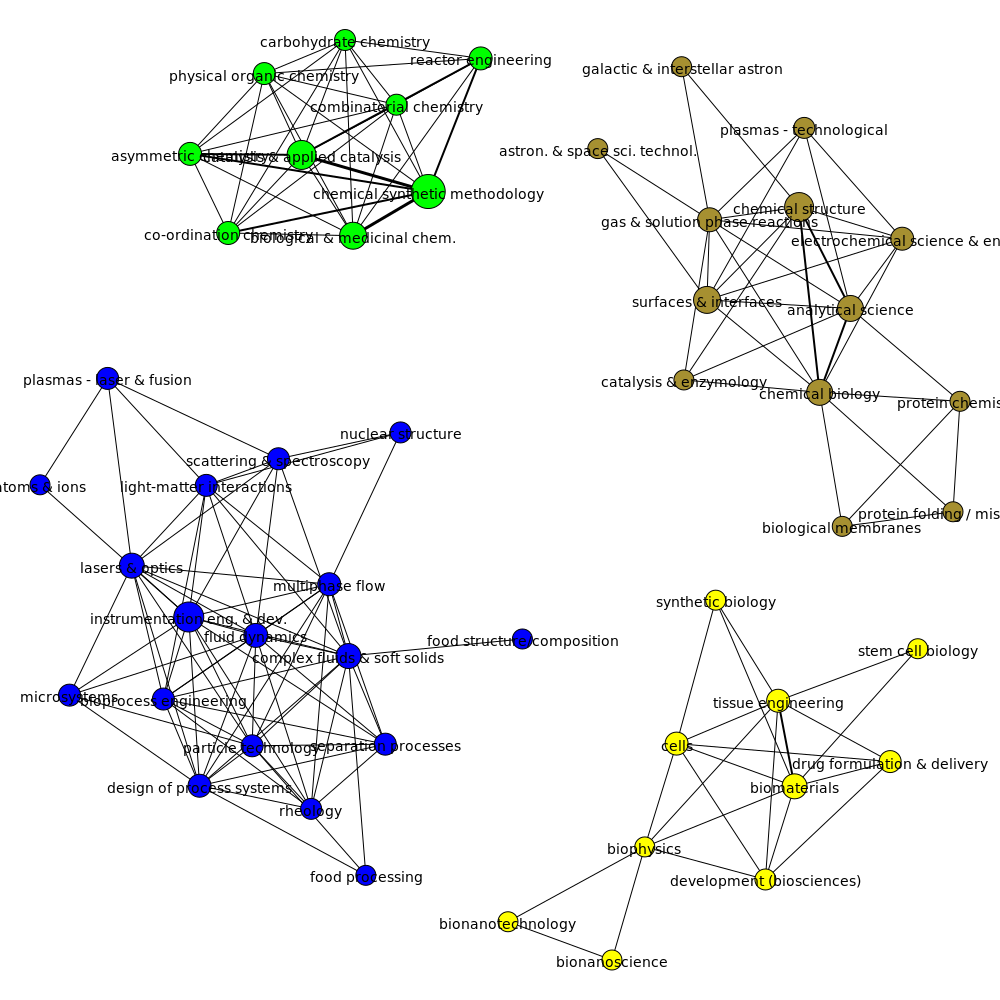 carbohydrate chemistry
reactor engineering
physical organic chemistry
combinatorial chemistry
asymmetric chemistry
catalysis & applied catalysis
chemical synthetic methodology
co-ordination chemistry
biological & medicinal chem.
galactic & interstellar astron
plasmas - technological
astron. & space sci. technol.
chemical structure
gas & solution phase reactions
electrochemical science & en
surfaces & interfaces
analytical science
catalysis & enzymology
chemical biology
protein chemis
protein folding / mis
biological membranes
plasmas - laser & fusion
nuclear structure
scattering & spectroscopy
atoms & ions
light-matter interactions
lasers & optics
multiphase flow
instrumentation eng. & dev.
fluid dynamics
food structure/composition
complex fluids & soft solids
microsystems
bioprocess engineering
particle technology
separation processes
design of process systems
rheology
food processing
synthetic biology
stem cell biology
tissue engineering
cells
drug formulation & delivery
biomaterials
biophysics
development (biosciences)
bionanotechnology
bionanoscience